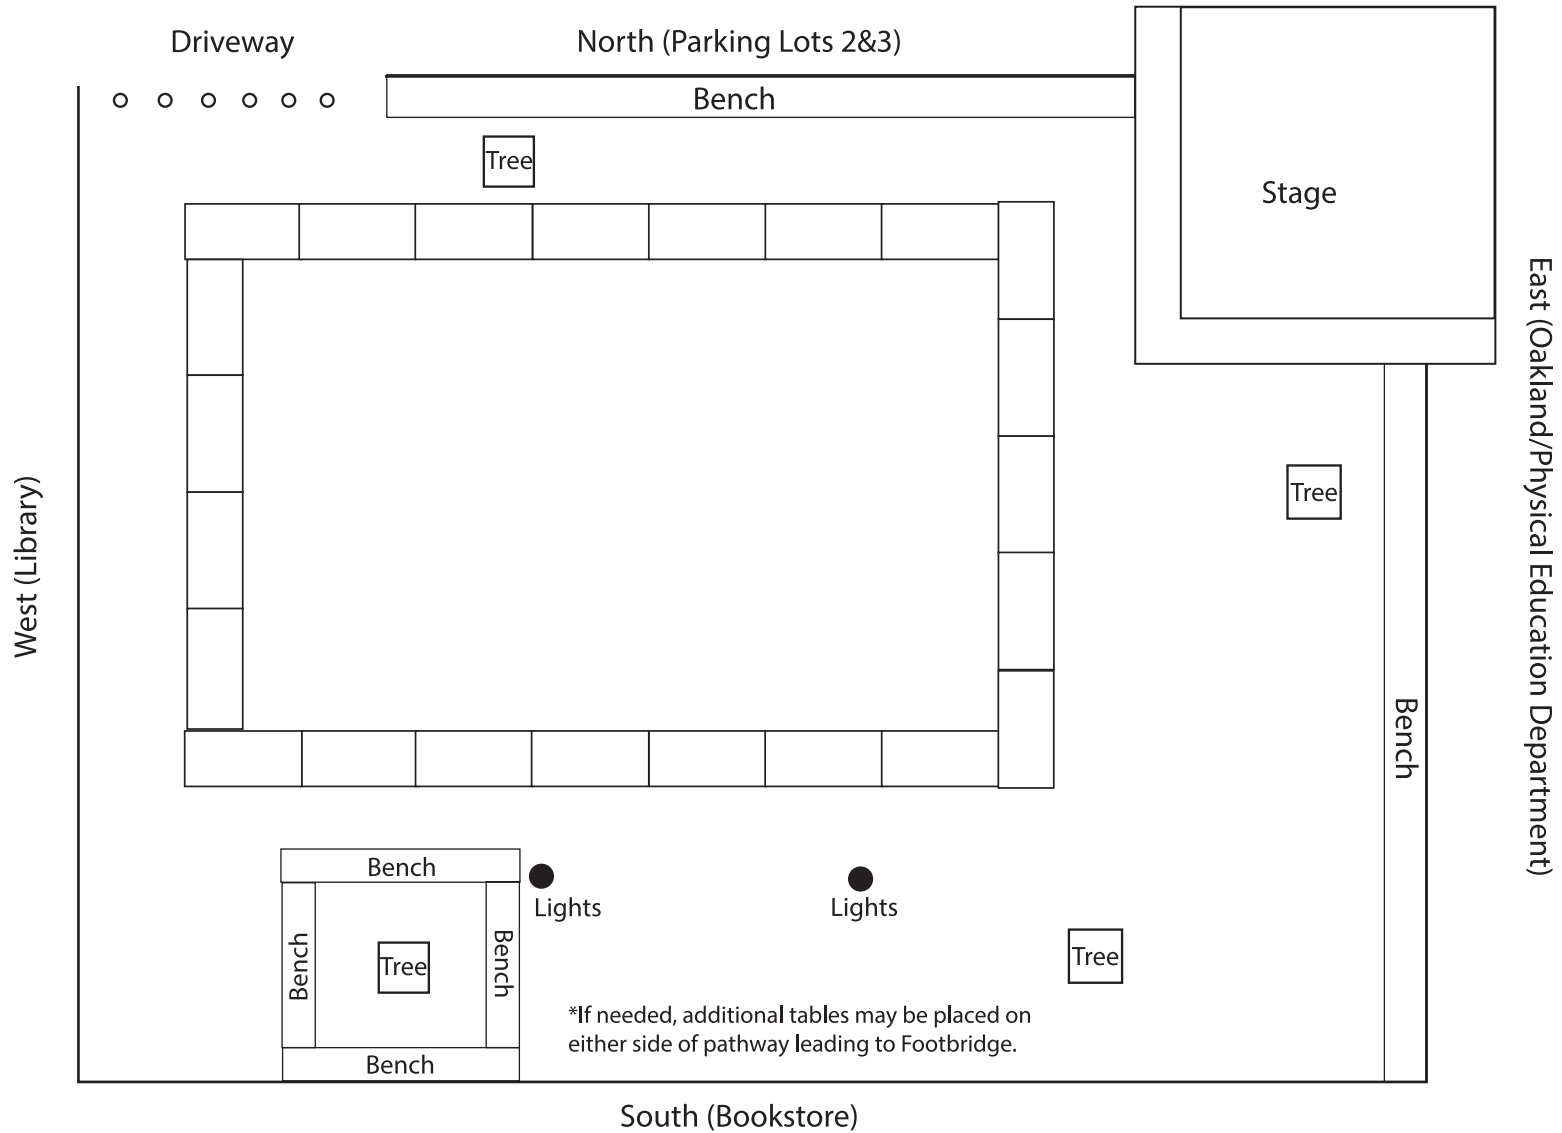 Driveway
North (Parking Lots 2&3)
Bench
Tree
Stage
East (Oakland/Physical Education Department)
West (Library)
Tree
Bench
Bench
Lights
Lights
Bench
Bench
Tree
Tree
*If needed, additional tables may be placed on
either side of pathway leading to Footbridge.
Bench
South (Bookstore)